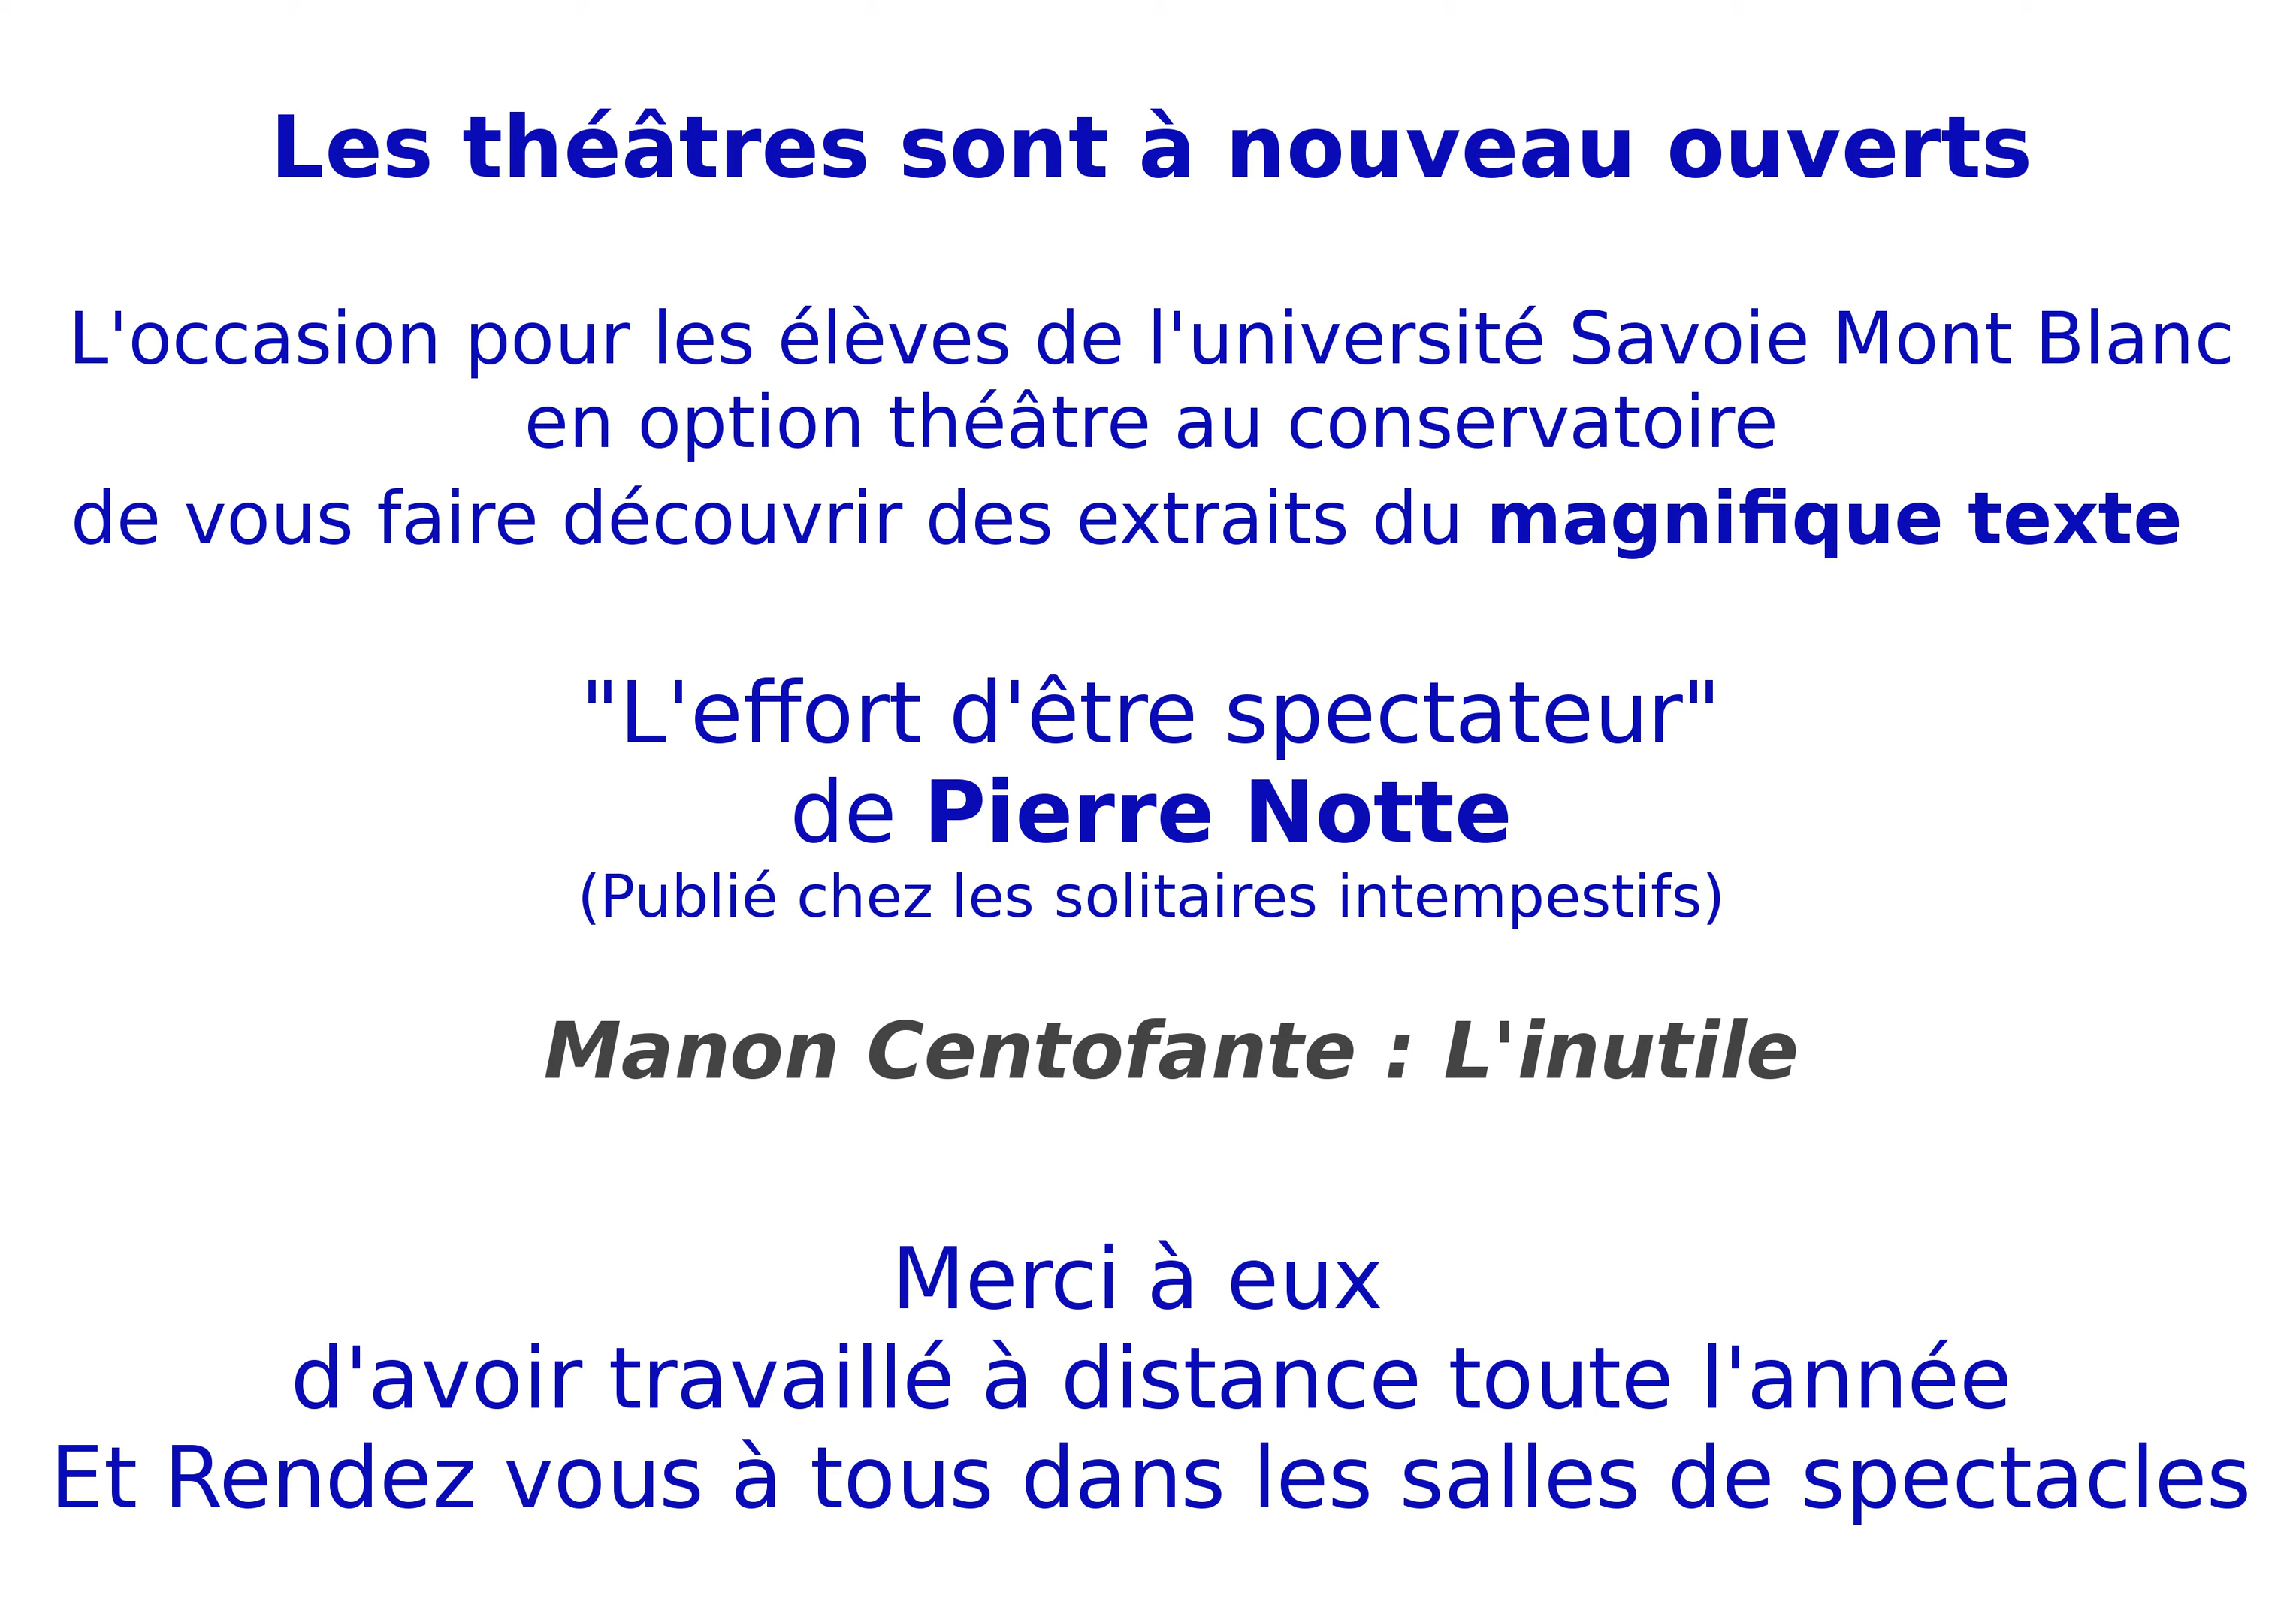 Les théâtres sont à nouveau ouverts
L'occasion pour les élèves de l'université Savoie Mont Blanc
en option théâtre au conservatoire
de vous faire découvrir des extraits du magnifique texte
"L'effort d'être spectateur"
de Pierre Notte
(Publié chez les solitaires intempestifs)
Manon Centofante : L'inutile
Merci à eux
d'avoir travaillé à distance toute l'année
Et Rendez vous à tous dans les salles de spectacles